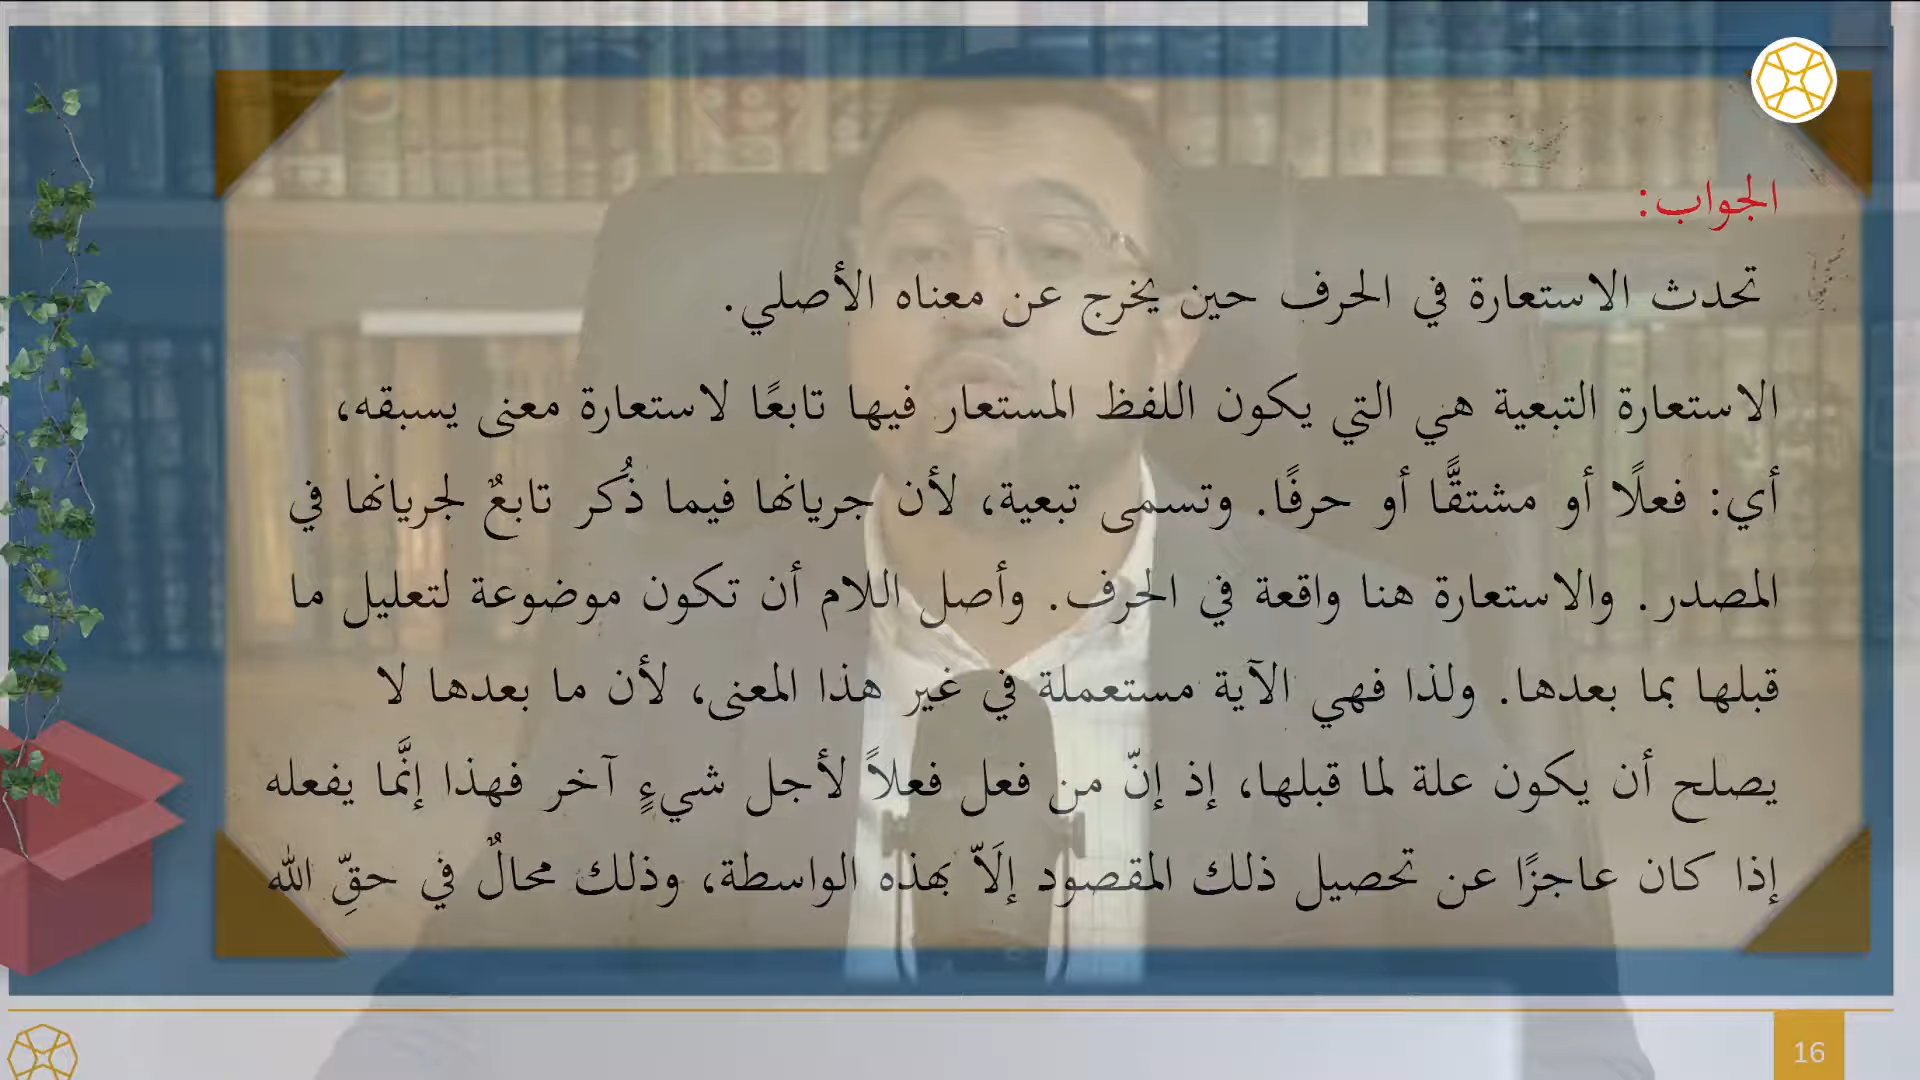 الجواب:
تحدث الاستعارة في الحرف حين يخرج عن معناه الأصلي.
الاستعارة التبعية هي التي يكون اللفظ المستعار فيها تابعًا لاستعارة معنى يسبقه،
أي: فعلًا أو مشتقًّا أو حرفًا. وتسمى تبعية، لأن جريانها فيما ذُكر تابعٌ لجريانها في
المصدر. والاستعارة هنا واقعة في الحرف. وأصل اللام أن تكون موضوعة لتعليل ما
قبلها بما بعدها. ولذا فهي الآية مستعملة في غير هذا المعنى، لأن ما بعدها لا
يصلح أن يكون علة لما قبلها، إذ إنّ من فعل فعلاً لأجل شيءٍ آخر فهذا إنَّما يفعله
إذا كان عاجزًا عن تحصيل ذلك المقصود إلَاّ بهذه الواسطة، وذلك محالٌ في حقِّ الله
16